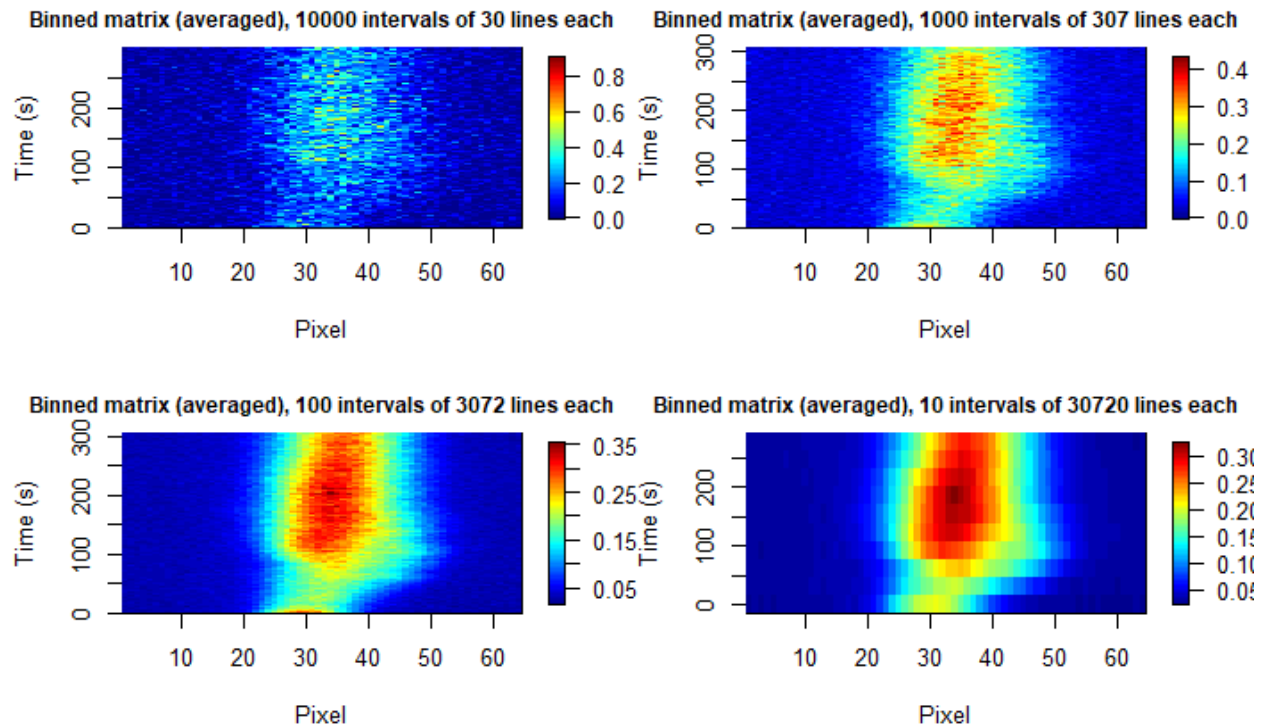 Binned matrix (averaged), 10000 intervals of 30 lines each
Time (s)
0 100 200
0.0 0.2 0.4 0.6 0.8
10 20 30 40 50 60
Pixel
Binned matrix (averaged), 1000 intervals of 307 lines each
Time (s)
0 100 200 300
0.0 0.1 0.2 0.3 0.4
10 20 30 40 50 60
Pixel
Binned matrix (averaged), 100 intervals of 3072 lines each
Time (s)
0 100 200 300
0.05 0.15 0.25 0.35
10 20 30 40 50 60
Pixel
Binned matrix (averaged), 10 intervals of 30720 lines each
Time (s)
0 100 200
0.05 0.10 0.15 0.20 0.25 0.30
10 20 30 40 50 60
Pixel